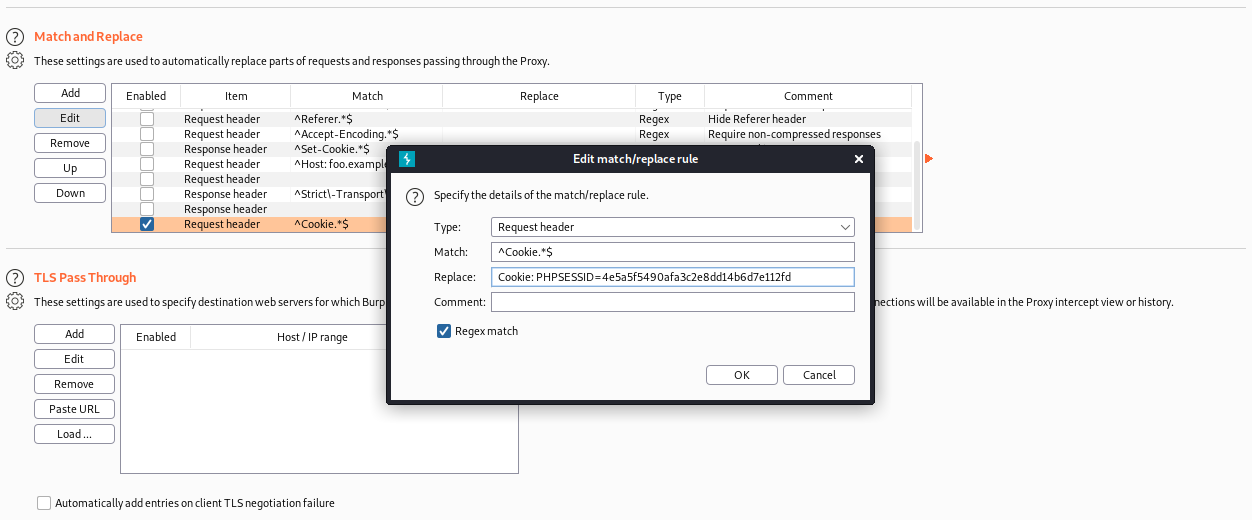 Match and Replace
These settings are used to automatically replace parts of requests and responses passing through the Proxy.
Add
Edit
Remove
Up
Down
Enabled Item Match Replace Type Comment
Request header ^Referer.*$ Regex Hide Referer header
Request header ^Accept-Encoding.*$ Regex Require non-compressed responses
Response header ^Set-Cookie.*$
Request header ^Host: foo.example
Request header
Response header ^Strict\-Transport\
Response header
Request header ^Cookie.*$
Edit match/replace rule
Specify the details of the match/replace rule.
Type: Request header
Match: ^Cookie.*$
Replace: Cookie: PHPSESSID=4e5a5f5490afa3c2e8dd14b6d7e112fd
Comment:
Regex match
OK Cancel
TLS Pass Through
These settings are used to specify destination web servers for which Burp
nections will be available in the Proxy intercept view or history.
Add
Edit
Remove
Paste URL
Load ...
Enabled Host / IP range
Automatically add entries on client TLS negotiation failure